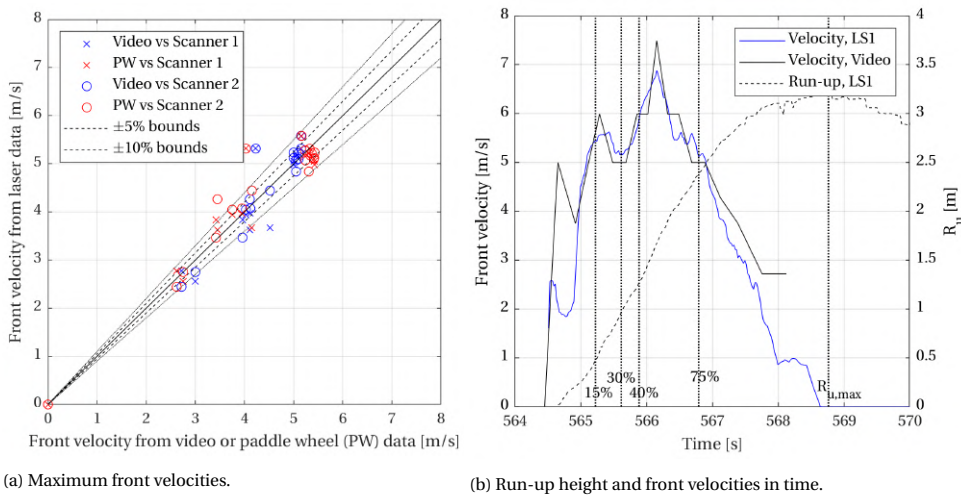 8
7
6
5
4
3
2
1
0
Front velocity from laser data [m/s]
Video vs Scanner 1
PW vs Scanner 1
Video vs Scanner 2
PW vs Scanner 2
±5% bounds
±10% bounds
0 1 2 3 4 5 6 7 8
Front velocity from video or paddle wheel (PW) data [m/s]
(a) Maximum front velocities.
8
7
6
5
4
3
2
1
0
Front velocity [m/s]
Velocity, LS1
Velocity, Video
Run-up, LS1
15%
30%
40%
75%
Ru,max
4
3.5
3
2.5
2
1.5
1
0.5
0
Ru [m]
564 565 566 567 568 569 570
Time [s]
(b) Run-up height and front velocities in time.